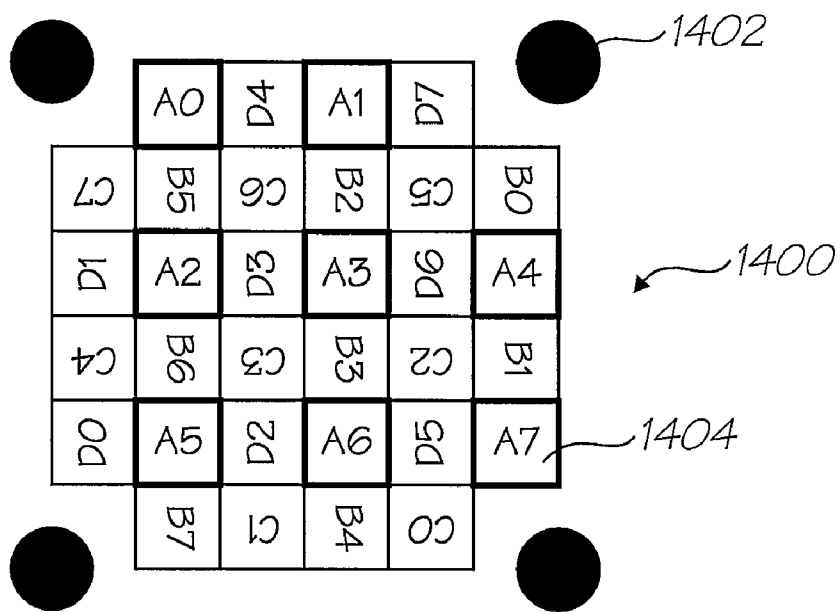 1402
A0 D4 A1 D7
C7 B5 C6 B2 C5 B0
D1 A2 D3 A3 D6 A4
1400
C4 B6 C3 B3 C2 B1
D0 A5 D2 A6 D5 A7
1404
B7 C1 B4 C0